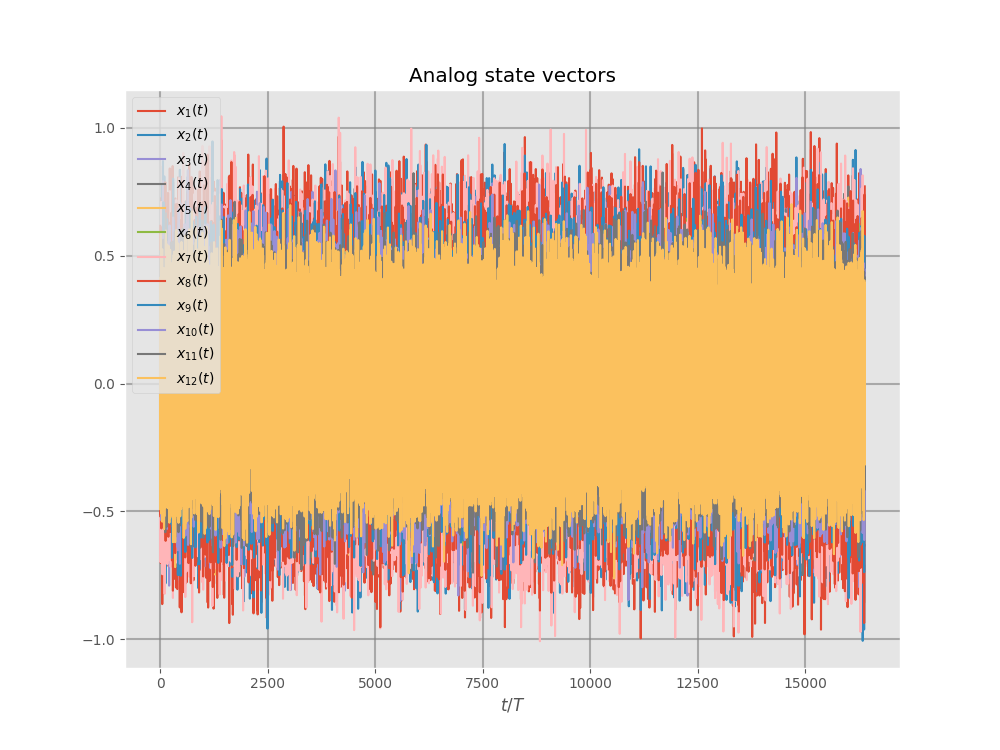 Analog state vectors
x₁(t)
x₂(t)
x₃(t)
x₄(t)
x₅(t)
x₆(t)
x₇(t)
x₈(t)
x₉(t)
x₁₀(t)
x₁₁(t)
x₁₂(t)
1.0
0.5
0.0
−0.5
−1.0
0 2500 5000 7500 10000 12500 15000
t/T